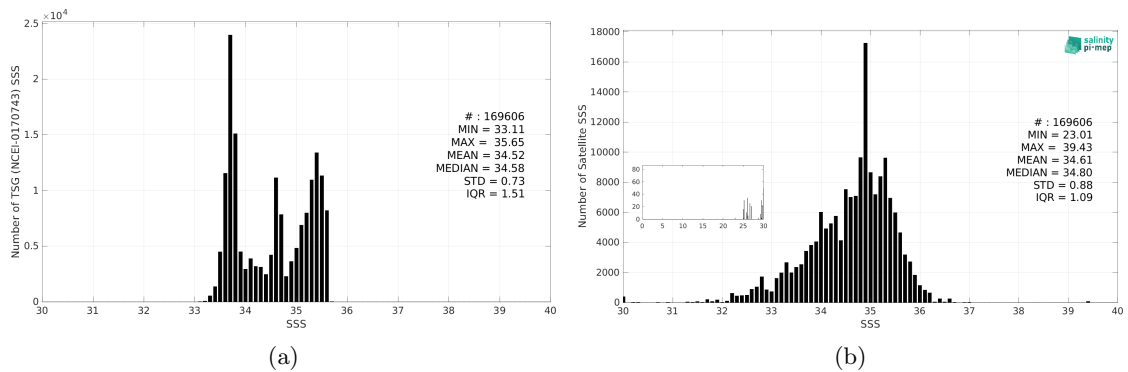 ×10⁴
2.5
2
1.5
1
0.5
0
30 31 32 33 34 35 36 37 38 39 40
SSS
Number of TSG (NCEI-0170743) SSS
# : 169606
MIN = 33.11
MAX = 35.65
MEAN = 34.52
MEDIAN = 34.58
STD = 0.73
IQR = 1.51
(a)
18000
16000
14000
12000
10000
8000
6000
4000
2000
0
30 31 32 33 34 35 36 37 38 39 40
SSS
Number of Satellite SSS
salinity
pi-mep
# : 169606
MIN = 23.01
MAX = 39.43
MEAN = 34.61
MEDIAN = 34.80
STD = 0.88
IQR = 1.09
80
60
40
20
0
0 5 10 15 20 25 30
(b)